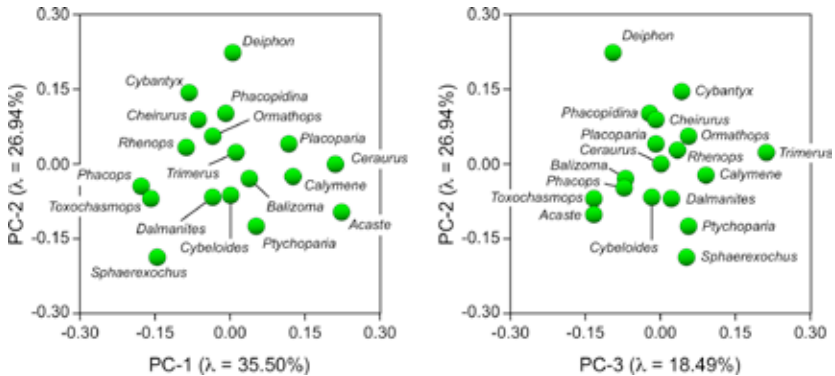 0.30
Deiphon
0.15
Cybantyx
Phacopidina
Cheirurus
Ormathops
Rhenops
Placoparia
0.00
Ceraurus
Trimerus
Phacops
Calymene
Toxochasmops
Balizoma
Dalmanites
Acaste
-0.15
Cybeloides
Ptychoparia
Sphaerexochus
-0.30
-0.30
-0.15
0.00
0.15
0.30
PC-2 (λ = 26.94%)
PC-1 (λ = 35.50%)
0.30
Deiphon
0.15
Cybantyx
Phacopidina
Cheirurus
Placoparia
Ormathops
Ceraurus
Rhenops
Trimerus
0.00
Balizoma
Phacops
Calymene
Toxochasmops
Dalmanites
Acaste
Ptychoparia
-0.15
Cybeloides
Sphaerexochus
-0.30
-0.30
-0.15
0.00
0.15
0.30
PC-2 (λ = 26.94%)
PC-3 (λ = 18.49%)